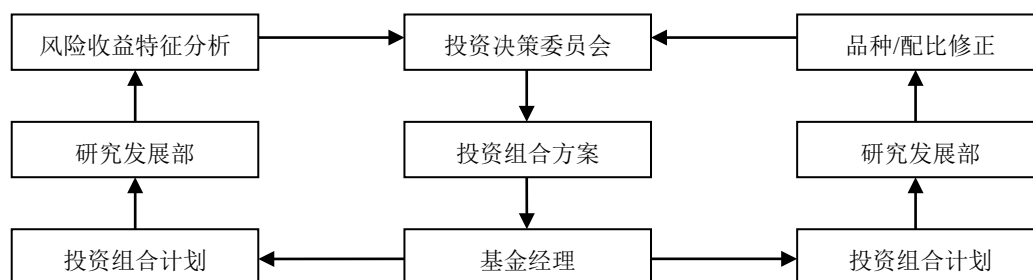 风险收益特征分析
投资决策委员会
品种/配比修正
研究发展部
投资组合方案
研究发展部
投资组合计划
基金经理
投资组合计划